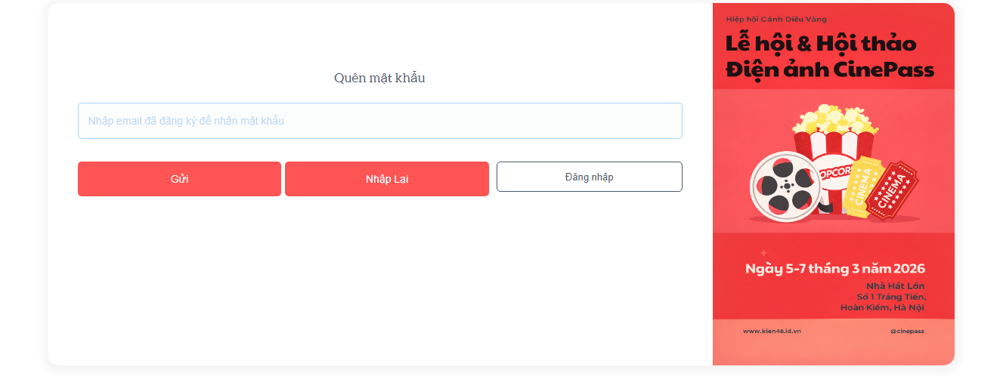 Quên mật khẩu
Nhập email đã đăng ký để nhận mật khẩu
Gửi
Nhập Lại
Đăng nhập
Hiệp hội Cánh Diều Vàng
Lễ hội & Hội thảo
Điện ảnh CinePass
OPCOR
CINEMA
CINEMA
Ngày 5-7 tháng 3 năm 2026
Nhà Hát Lớn
Số 1 Tràng Tiền,
Hoàn Kiếm, Hà Nội
www.kien48.id.vn
@cinepass